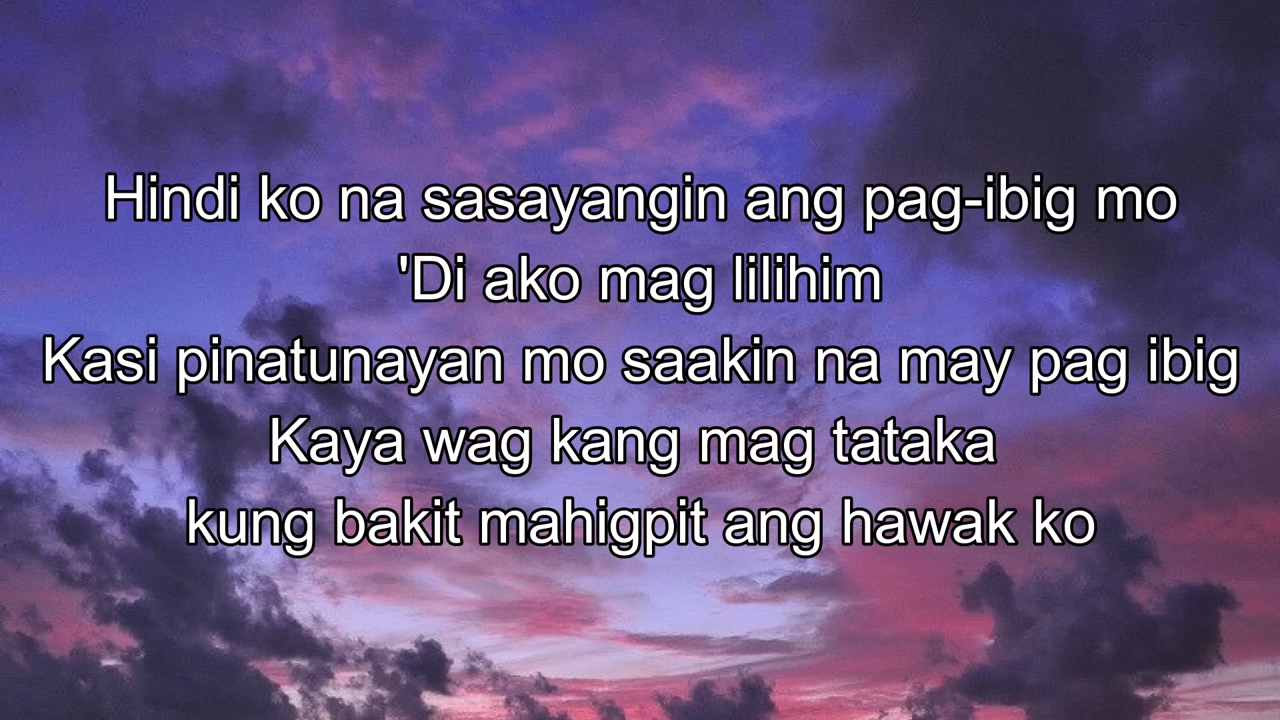 Hindi ko na sasayangin ang pag-ibig mo
'Di ako mag lilihim
Kasi pinatunayan mo saakin na may pag ibig
Kaya wag kang mag tataka
kung bakit mahigpit ang hawak ko